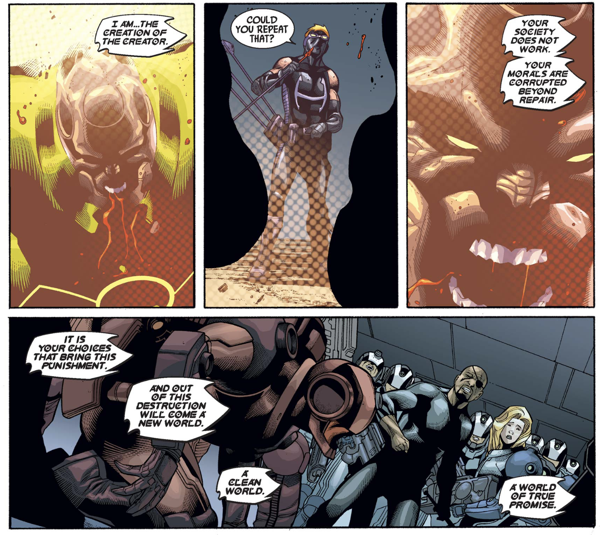 I AM...THE
CREATION
OF THE CREATOR.
COULD
YOU REPEAT
THAT?
YOUR
SOCIETY
DOES NOT
WORK.
YOUR
MORALS ARE
CORRUPTED
BEYOND
REPAIR.
IT IS
YOUR CHOICES
THAT BRING THIS
PUNISHMENT.
AND OUT
OF THIS
DESTRUCTION
WILL COME A
NEW WORLD.
A
CLEAN
WORLD.
A WORLD
OF TRUE
PROMISE.